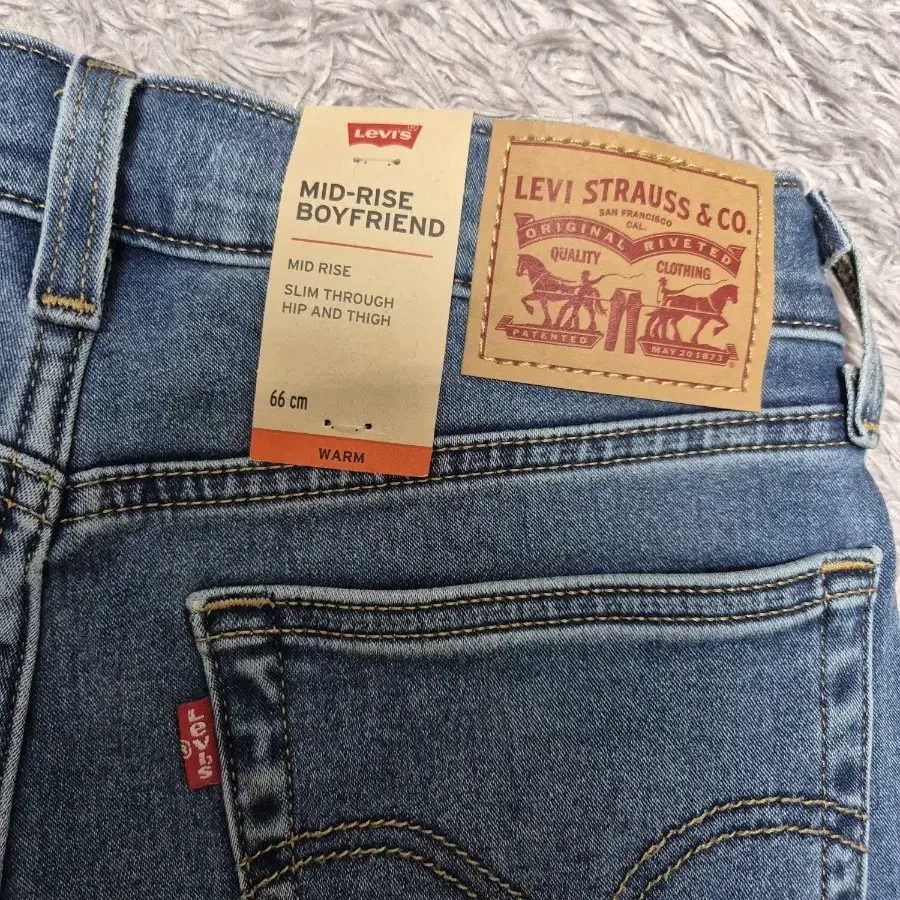 LEVI'S
MID-RISE
BOYFRIEND
MID RISE
SLIM THROUGH
HIP AND THIGH
66 cm
WARM
LEVI STRAUSS & CO.
SAN FRANCISCO
CAL.
ORIGINAL RIVETED
QUALITY CLOTHING
PATENTED MAY 20 1873
LEVI'S